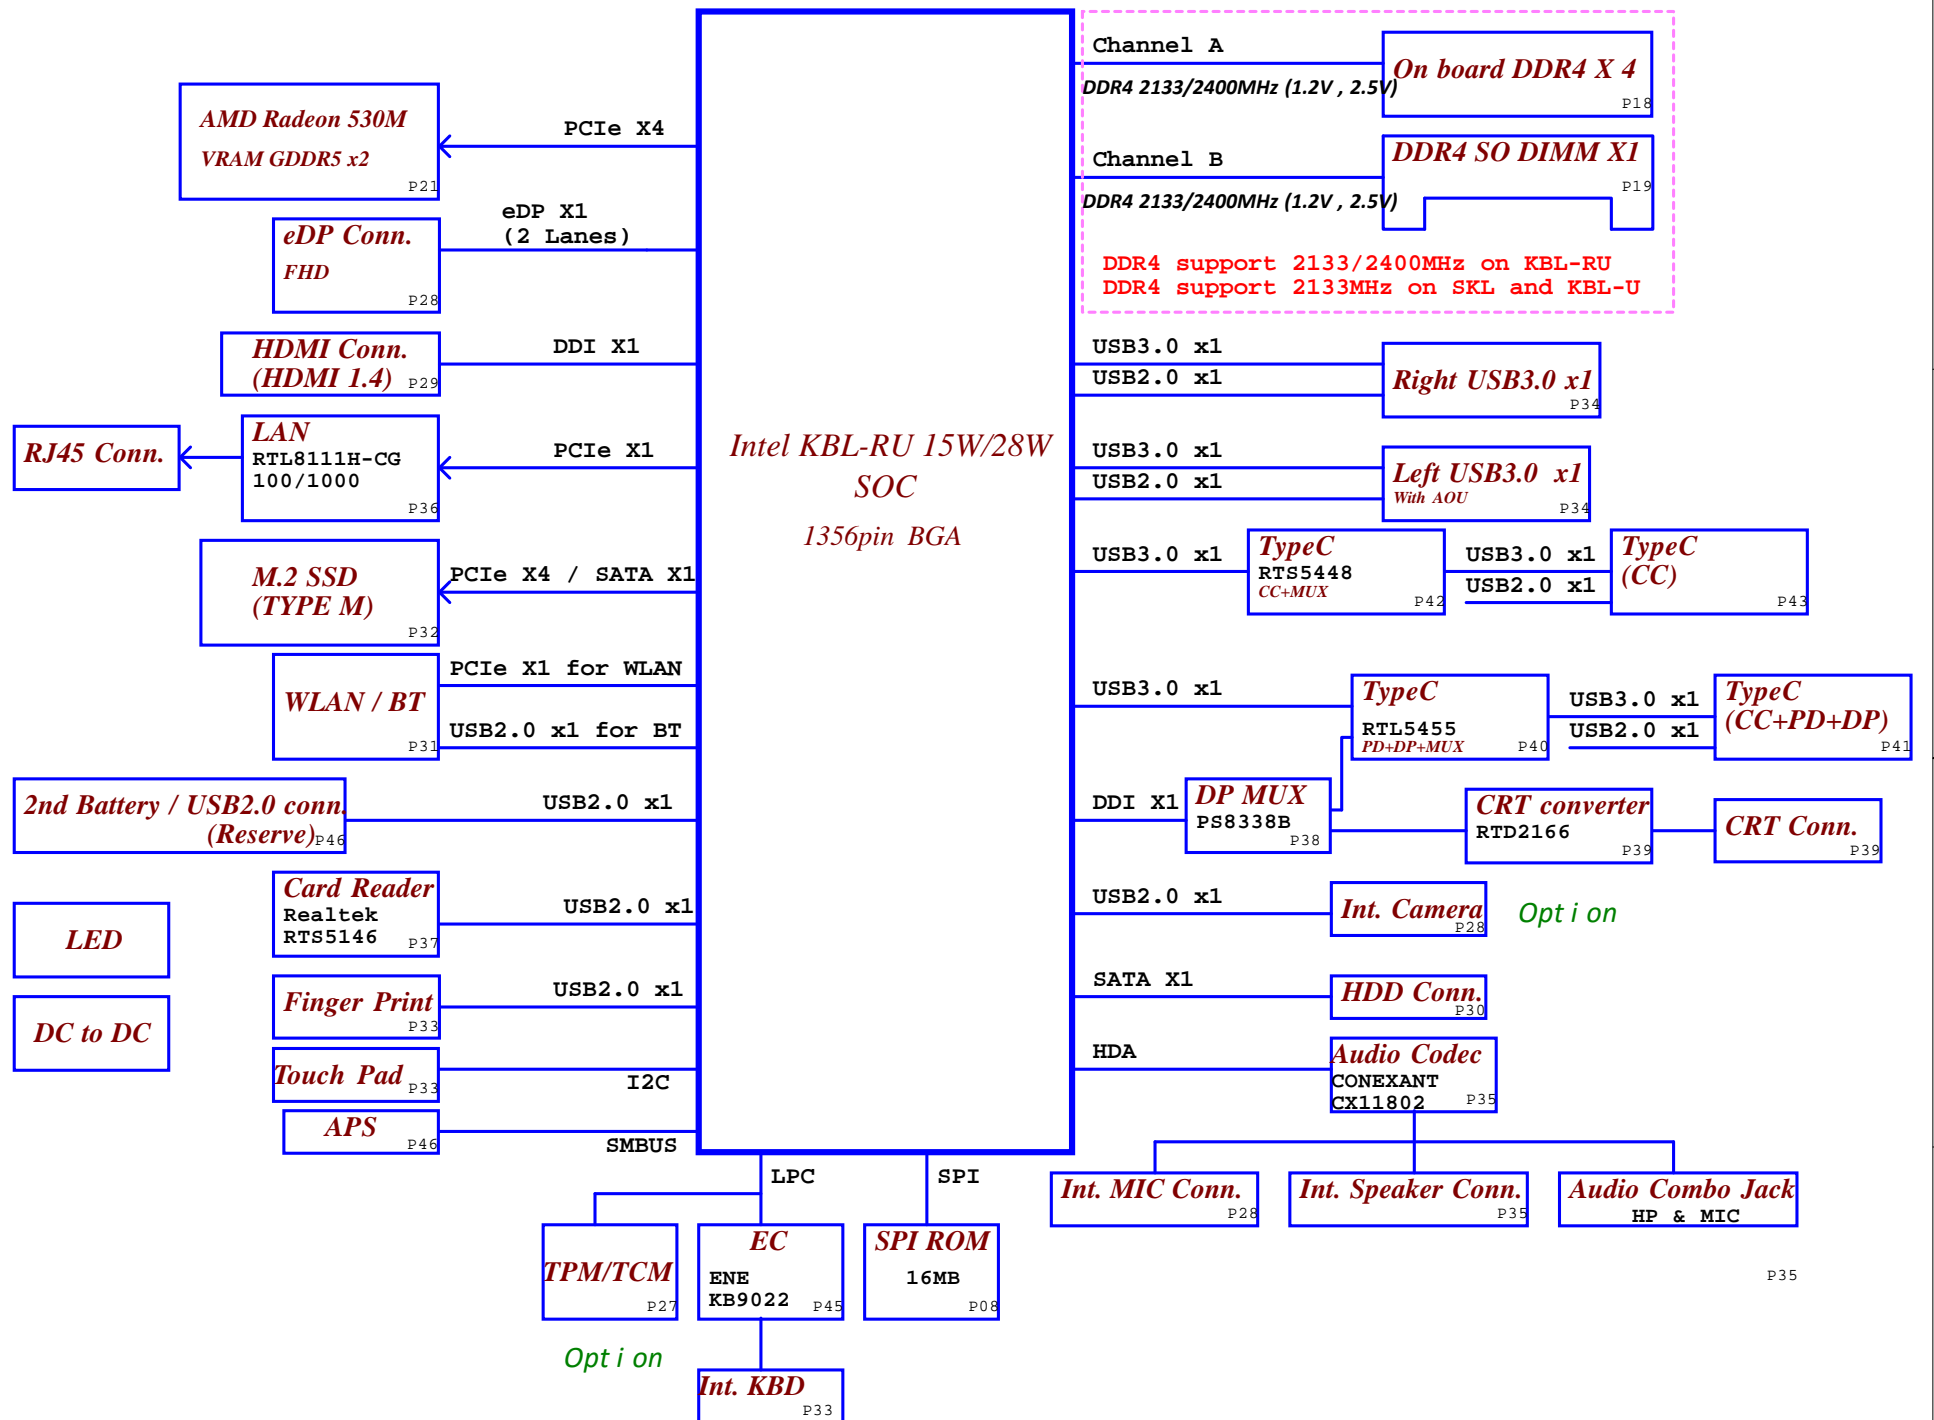 Channel A
On board DDR4 X 4
DDR4 2133/2400MHz (1.2V , 2.5V)
P18
AMD Radeon 530M
VRAM GDDR5 x2
P21
PCIe X4
Channel B
DDR4 SO DIMM X1
P19
DDR4 2133/2400MHz (1.2V , 2.5V)
eDP X1
(2 Lanes)
eDP Conn.
FHD
P28
DDR4 support 2133/2400MHz on KBL-RU
DDR4 support 2133MHz on SKL and KBL-U
HDMI Conn.
(HDMI 1.4)
P29
DDI X1
USB3.0 x1
USB2.0 x1
Right USB3.0 x1
P34
RJ45 Conn.
LAN
RTL8111H-CG
100/1000
P36
PCIe X1
Intel KBL-RU 15W/28W
SOC
1356pin BGA
USB3.0 x1
USB2.0 x1
Left USB3.0 x1
With AOU
P34
M.2 SSD
(TYPE M)
P32
PCIe X4 / SATA X1
USB3.0 x1
TypeC
RTS5448
CC+MUX
P42
USB3.0 x1
USB2.0 x1
TypeC
(CC)
P43
WLAN / BT
P31
PCIe X1 for WLAN
USB2.0 x1 for BT
USB3.0 x1
TypeC
RTL5455
PD+DP+MUX
P40
USB3.0 x1
USB2.0 x1
TypeC
(CC+PD+DP)
P41
2nd Battery / USB2.0 conn.
(Reserve)
P46
USB2.0 x1
DDI X1
DP MUX
PS8338B
P38
CRT converter
RTD2166
P39
CRT Conn.
P39
Card Reader
Realtek
RTS5146
P37
USB2.0 x1
USB2.0 x1
Int. Camera
P28
Option
LED
Finger Print
P33
USB2.0 x1
SATA X1
HDD Conn.
P30
DC to DC
Touch Pad
P33
I2C
HDA
Audio Codec
CONEXANT
CX11802
P35
APS
P46
SMBUS
LPC
SPI
Int. MIC Conn.
P28
Int. Speaker Conn.
P35
Audio Combo Jack
HP & MIC
P35
TPM/TCM
P27
EC
ENE
KB9022
P45
SPI ROM
16MB
P08
Option
Int. KBD
P33